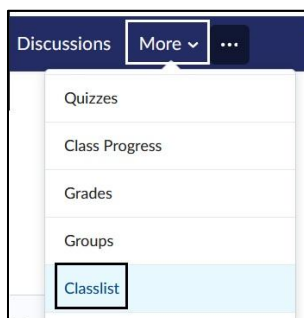 Discussions More ...
Quizzes
Class Progress
Grades
Groups
Classlist